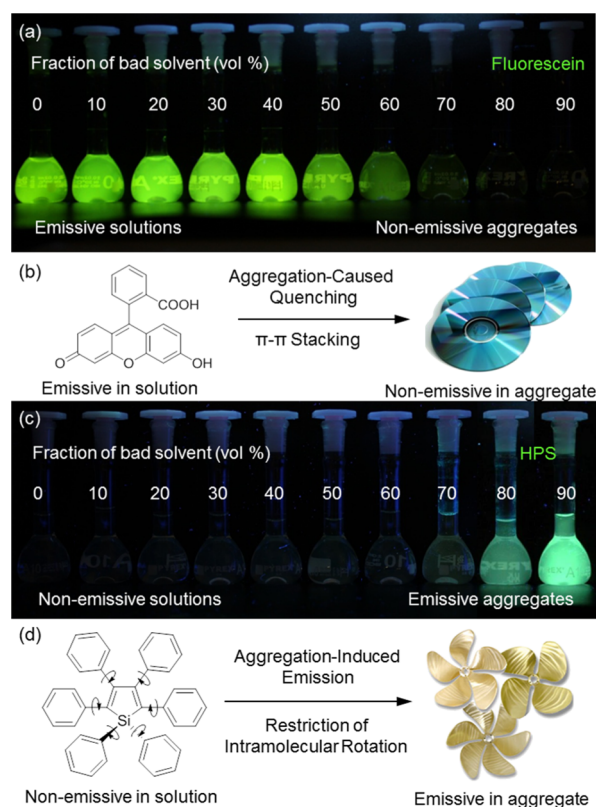 (a)
Fraction of bad solvent (vol %)
Fluorescein
0 10 20 30 40 50 60 70 80 90
Emissive solutions
Non-emissive aggregates
(b)
COOH
O
O
OH
Emissive in solution
Aggregation-Caused
Quenching
π-π Stacking
Non-emissive in aggregate
(c)
Fraction of bad solvent (vol %)
HPS
0 10 20 30 40 50 60 70 80 90
Non-emissive solutions
Emissive aggregates
(d)
Si
Non-emissive in solution
Aggregation-Induced
Emission
Restriction of
Intramolecular Rotation
Emissive in aggregate